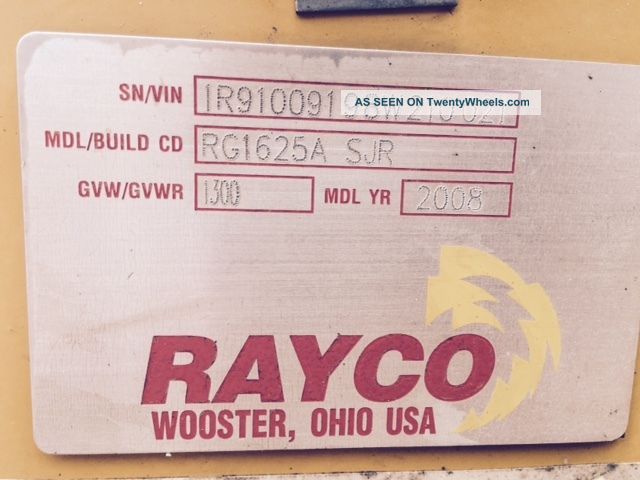 SN/VIN
AS SEEN ON TwentyWheels.com
MDL/BUILD CD RG1625A SJR
GVW/GVWR 1300 MDL YR 2008
RAYCO
WOOSTER, OHIO USA